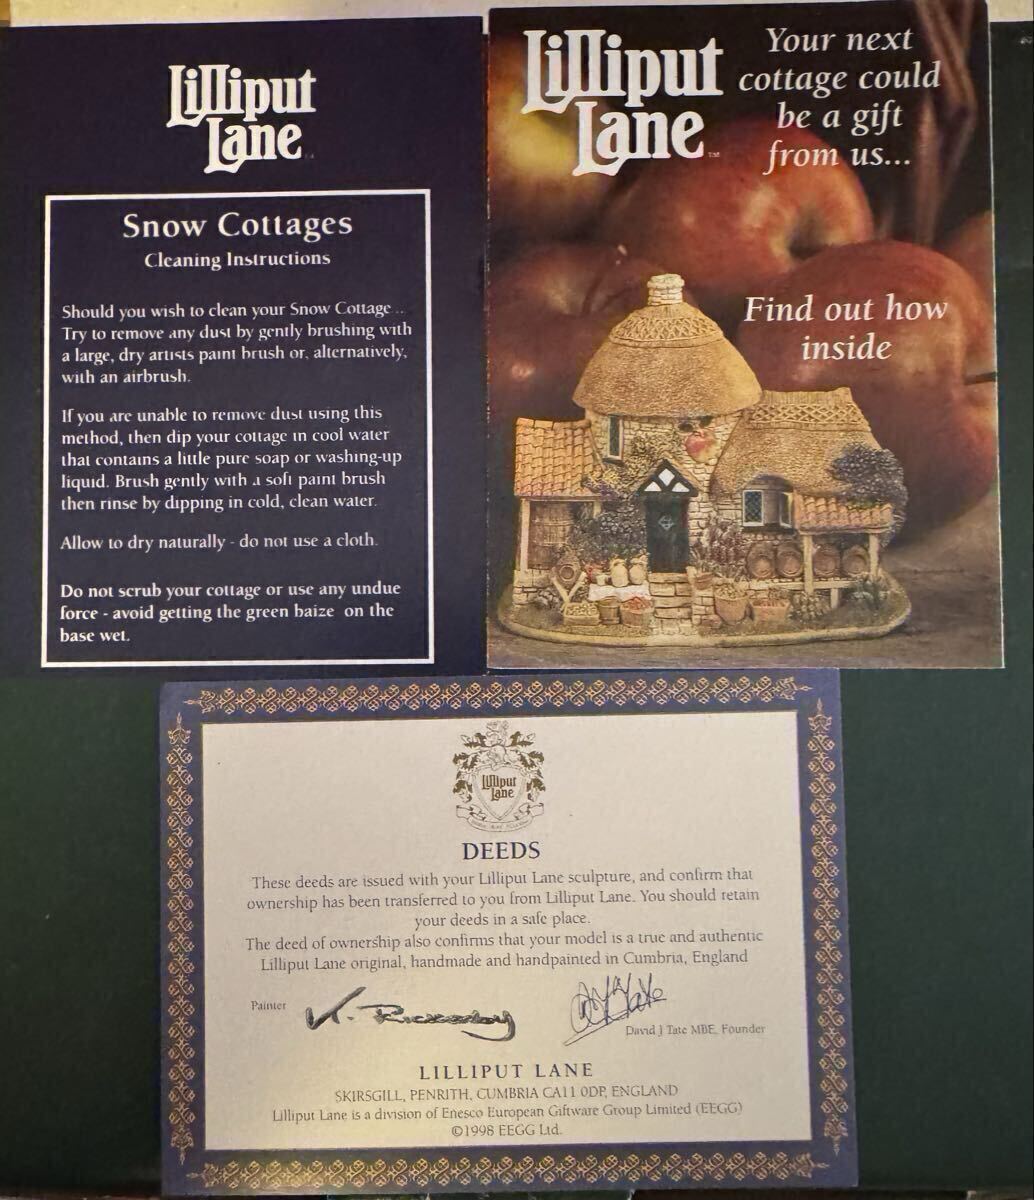 Lilliput
Lane
Snow Cottages
Cleaning Instructions
Should you wish to clean your Snow Cottage...
Try to remove any dust by gently brushing with
a large, dry artists paint brush or, alternatively,
with an airbrush.
If you are unable to remove dust using this
method, then dip your cottage in cool water
that contains a little pure soap or washing-up
liquid. Brush gently with a soft paint brush
then rinse by dipping in cold, clean water.
Allow to dry naturally - do not use a cloth.
Do not scrub your cottage or use any undue
force - avoid getting the green baize on the
base wet.
Lilliput
Lane™
Your next
cottage could
be a gift
from us...
Find out how
inside
Lilliput
Lane
DEEDS
These deeds are issued with your Lilliput Lane sculpture, and confirm that
ownership has been transferred to you from Lilliput Lane. You should retain
your deeds in a safe place.
The deed of ownership also confirms that your model is a true and authentic
Lilliput Lane original, handmade and handpainted in Cumbria, England
Painter
David J Tate MBE, Founder
LILLIPUT LANE
SKIRSGILL, PENRITH, CUMBRIA CA11 0DP, ENGLAND
Lilliput Lane is a division of Enesco European Giftware Group Limited (EEGG)
©1998 EEGG Ltd.